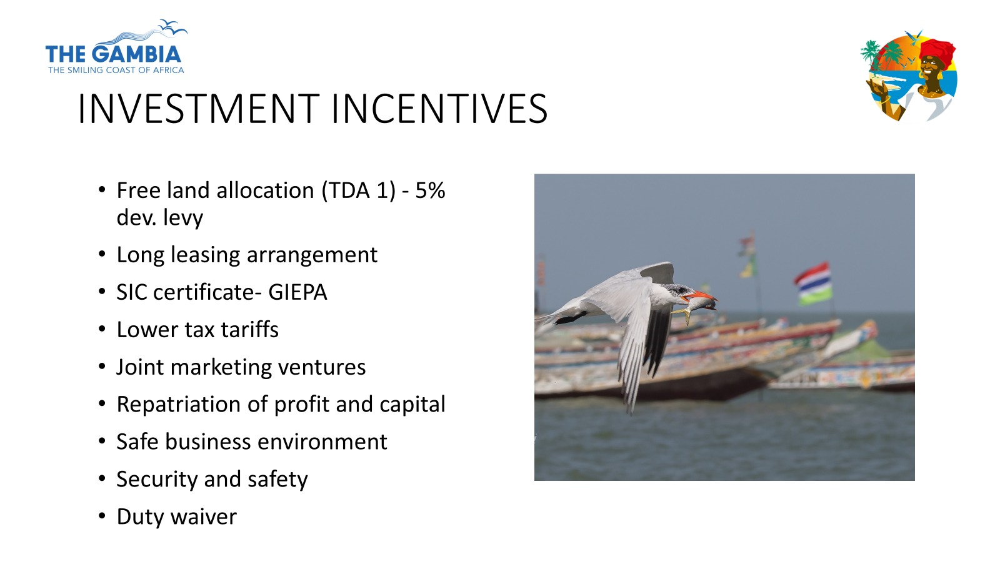 THE GAMBIA
THE SMILING COAST OF AFRICA
INVESTMENT INCENTIVES
• Free land allocation (TDA 1) - 5%
dev. levy
• Long leasing arrangement
• SIC certificate- GIEPA
• Lower tax tariffs
• Joint marketing ventures
• Repatriation of profit and capital
• Safe business environment
• Security and safety
• Duty waiver